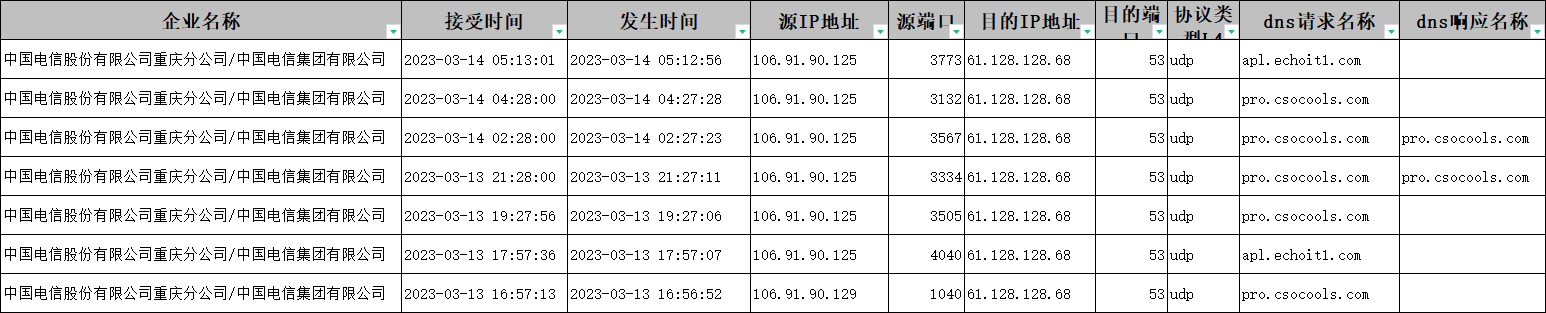 企业名称 接受时间 发生时间 源IP地址 源端口 目的IP地址 目的端口 协议类型L4 dns请求名称 dns响应名称
中国电信股份有限公司重庆分公司/中国电信集团有限公司 2023-03-14 05:13:01 2023-03-14 05:12:56 106.91.90.125 3773 61.128.128.68 53 udp apl.echoit1.com
中国电信股份有限公司重庆分公司/中国电信集团有限公司 2023-03-14 04:28:00 2023-03-14 04:27:28 106.91.90.125 3132 61.128.128.68 53 udp pro.csocools.com
中国电信股份有限公司重庆分公司/中国电信集团有限公司 2023-03-14 02:28:00 2023-03-14 02:27:23 106.91.90.125 3567 61.128.128.68 53 udp pro.csocools.com pro.csocools.com
中国电信股份有限公司重庆分公司/中国电信集团有限公司 2023-03-13 21:28:00 2023-03-13 21:27:11 106.91.90.125 3334 61.128.128.68 53 udp pro.csocools.com pro.csocools.com
中国电信股份有限公司重庆分公司/中国电信集团有限公司 2023-03-13 19:27:56 2023-03-13 19:27:06 106.91.90.125 3505 61.128.128.68 53 udp pro.csocools.com
中国电信股份有限公司重庆分公司/中国电信集团有限公司 2023-03-13 17:57:36 2023-03-13 17:57:07 106.91.90.125 4040 61.128.128.68 53 udp apl.echoit1.com
中国电信股份有限公司重庆分公司/中国电信集团有限公司 2023-03-13 16:57:13 2023-03-13 16:56:52 106.91.90.129 1040 61.128.128.68 53 udp pro.csocools.com